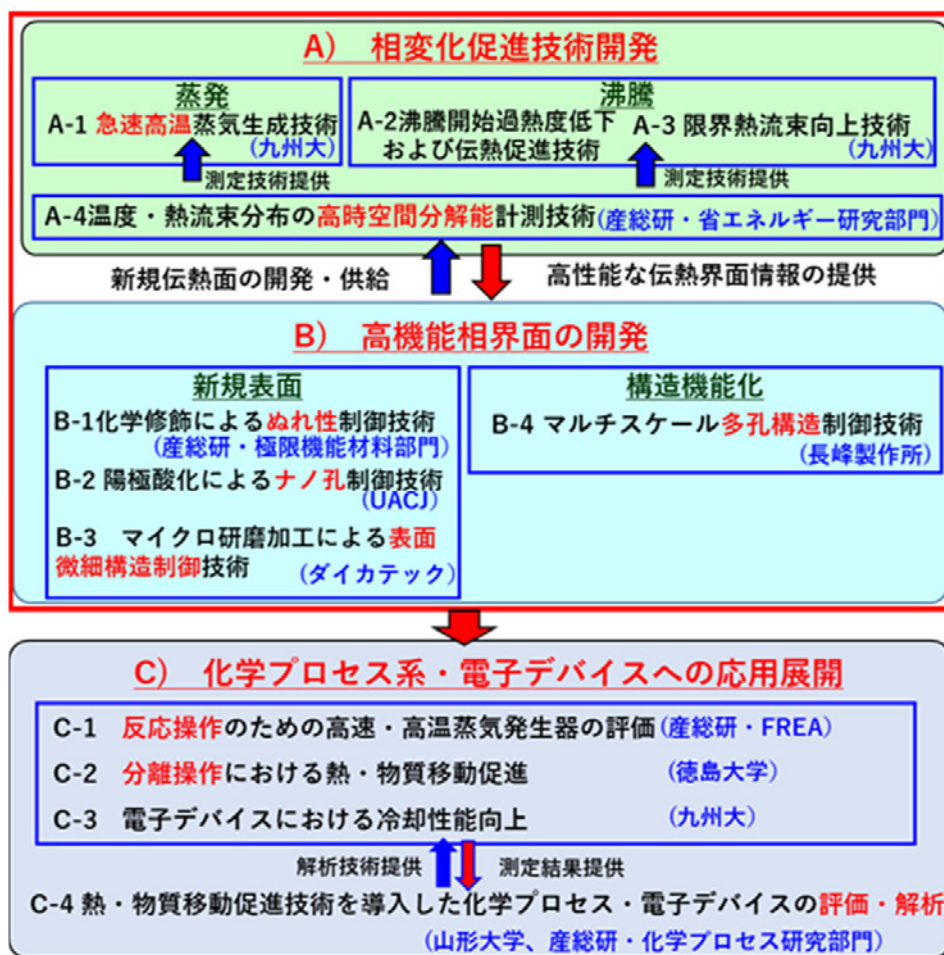 A) 相変化促進技術開発
蒸発
A-1 急速高温蒸気生成技術
(九州大)
沸騰
A-2沸騰開始過熱度低下
および伝熱促進技術
A-3 限界熱流束向上技術
(九州大)
測定技術提供
測定技術提供
A-4温度・熱流束分布の高時空間分解能計測技術(産総研・省エネルギー研究部門)
新規伝熱面の開発・供給
高性能な伝熱界面情報の提供
B) 高機能相界面の開発
新規表面
B-1化学修飾によるぬれ性制御技術
(産総研・極限機能材料部門)
B-2 陽極酸化によるナノ孔制御技術
(UACJ)
B-3 マイクロ研磨加工による表面
微細構造制御技術
(ダイカテック)
構造機能化
B-4 マルチスケール多孔構造制御技術
(長峰製作所)
C) 化学プロセス系・電子デバイスへの応用展開
C-1 反応操作のための高速・高温蒸気発生器の評価(産総研・FREA)
C-2 分離操作における熱・物質移動促進 (徳島大学)
C-3 電子デバイスにおける冷却性能向上 (九州大)
解析技術提供
測定結果提供
C-4 熱・物質移動促進技術を導入した化学プロセス・電子デバイスの評価・解析
(山形大学、産総研・化学プロセス研究部門)